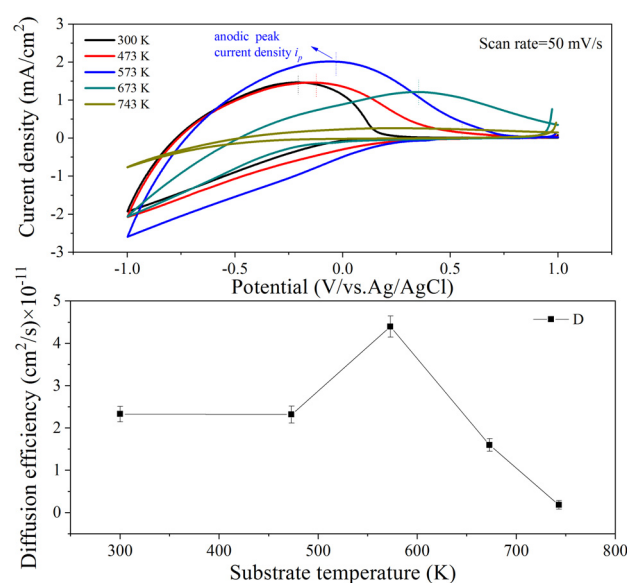 300 K
473 K
573 K
673 K
743 K
anodic peak
current density ip
Scan rate=50 mV/s
Curent density (mA/cm²)
3
2
1
0
-1
-2
-3
-1.0
-0.5
0.0
0.5
1.0
Potential (V/vs.Ag/AgCl)
Diffusion efficiency (cm²/s)×10-11
5
4
3
2
1
0
D
300
400
500
600
700
800
Substrate temperature (K)